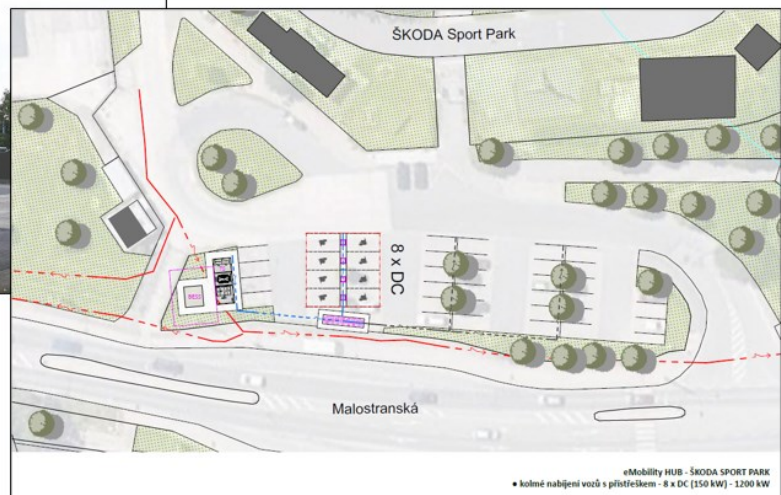 ŠKODA Sport Park
8 x DC
BESS
Malostranská
eMobility HUB - ŠKODA SPORT PARK
• kolmé nabíjení vozů s přístřeškem - 8 x DC (150 kW) - 1200 kW